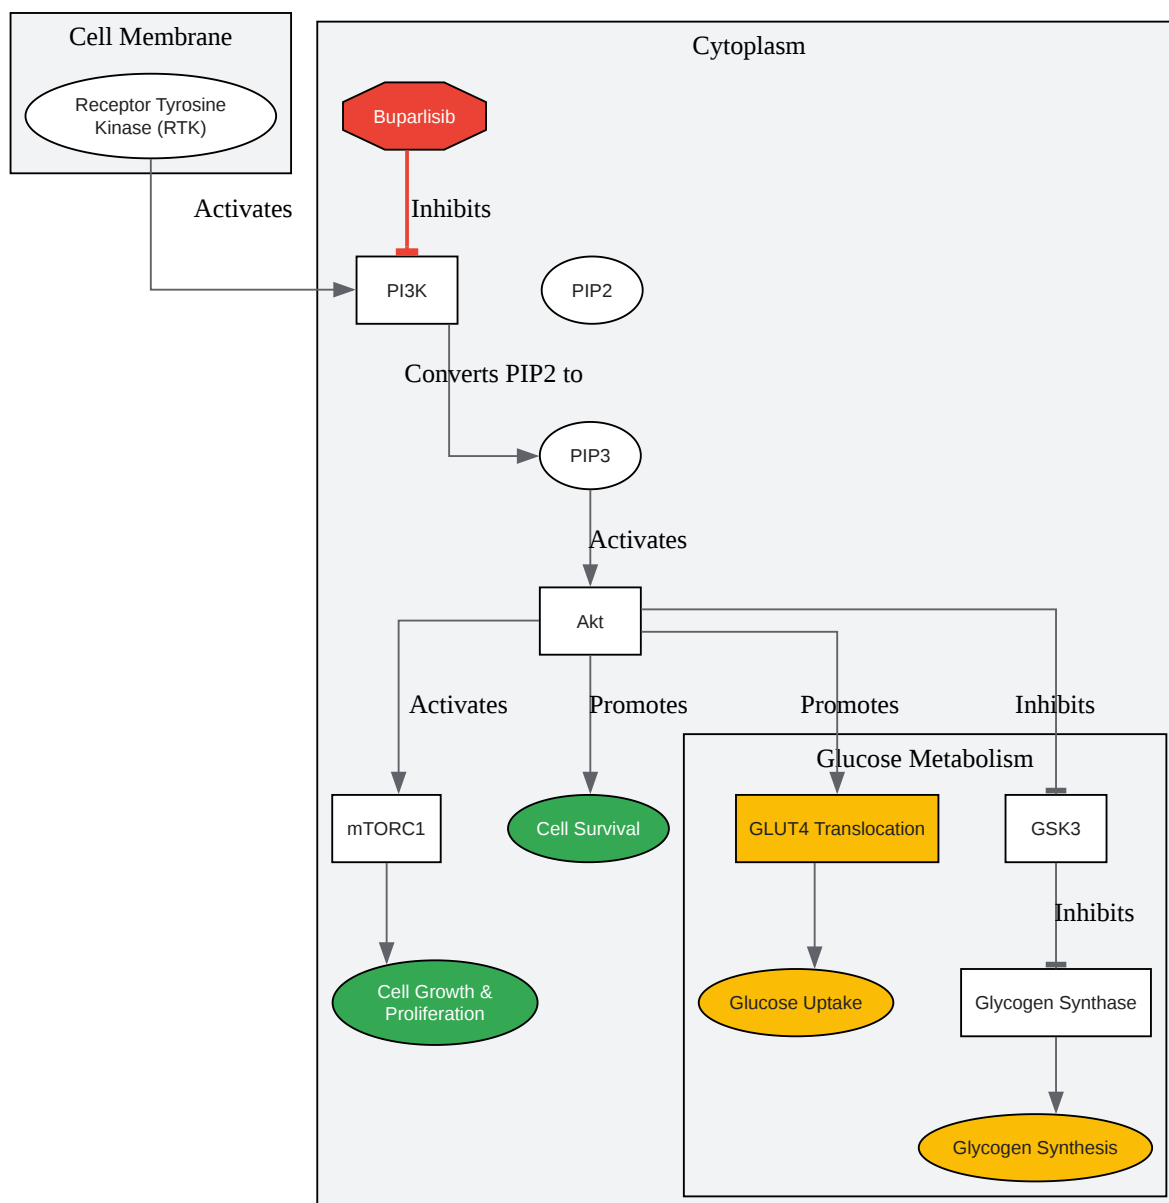 Cell Membrane
Cytoplasm
Receptor Tyrosine
Kinase (RTK)
Buparlisib
Activates
Inhibits
PI3K
PIP2
Converts PIP2 to
PIP3
Activates
Akt
Activates
Promotes
Promotes
Inhibits
Glucose Metabolism
mTORC1
Cell Survival
GLUT4 Translocation
GSK3
Inhibits
Cell Growth &
Proliferation
Glucose Uptake
Glycogen Synthase
Glycogen Synthesis